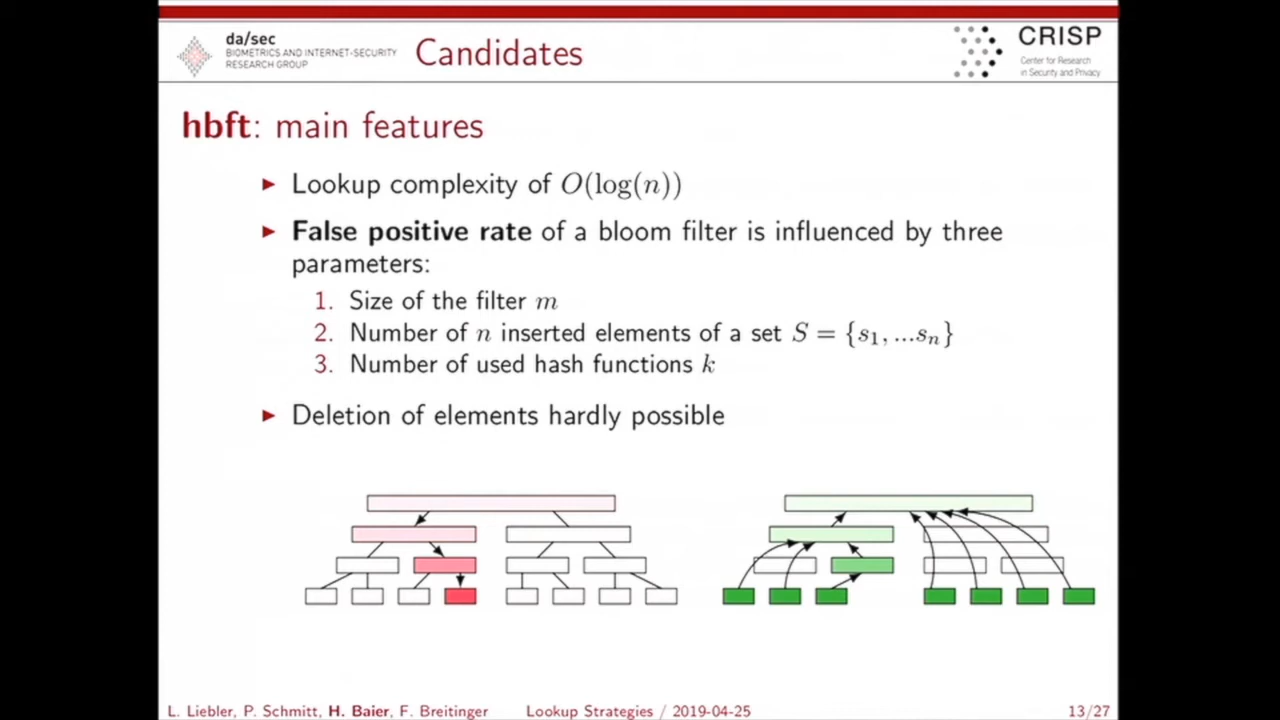 da/sec
BIOMETRICS AND INTERNET-SECURITY
RESEARCH GROUP
Candidates
CRISP
Center for Research
in Security and Privacy
hbft: main features
▶ Lookup complexity of O(log(n))
▶ False positive rate of a bloom filter is influenced by three
parameters:
1. Size of the filter m
2. Number of n inserted elements of a set S = {s₁, ...sₙ}
3. Number of used hash functions k
▶ Deletion of elements hardly possible
L. Liebler, P. Schmitt, H. Baier, F. Breitinger Lookup Strategies / 2019-04-25 13/27